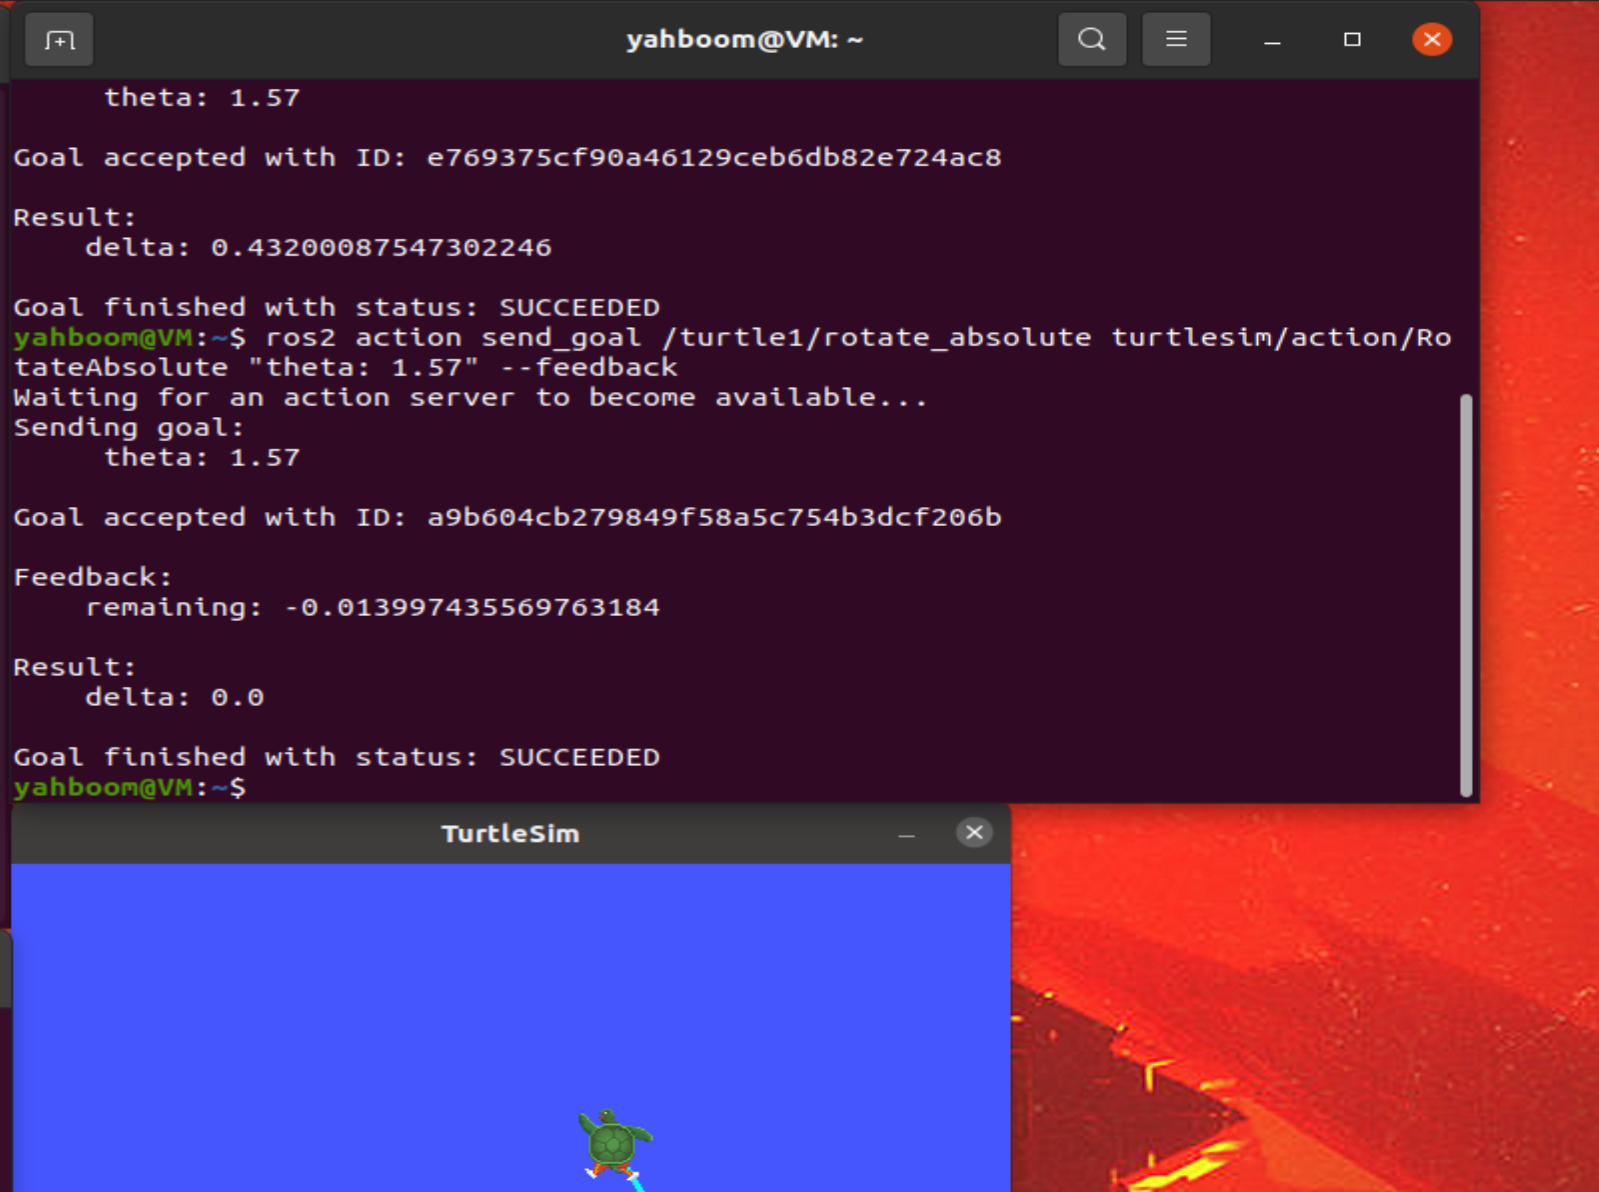 yahboom@VM: ~
theta: 1.57
Goal accepted with ID: e769375cf90a46129ceb6db82e724ac8
Result:
delta: 0.43200087547302246
Goal finished with status: SUCCEEDED
yahboom@VM:~$ ros2 action send_goal /turtle1/rotate_absolute turtlesim/action/Ro
tateAbsolute "theta: 1.57" --feedback
Waiting for an action server to become available...
Sending goal:
theta: 1.57
Goal accepted with ID: a9b604cb279849f58a5c754b3dcf206b
Feedback:
remaining: -0.013997435569763184
Result:
delta: 0.0
Goal finished with status: SUCCEEDED
yahboom@VM:~$
TurtleSim